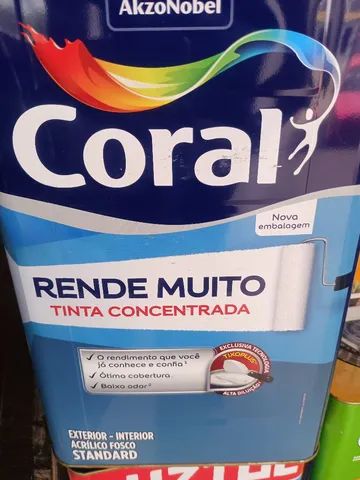 AkzoNobel
Coral
Nova
embalagem
RENDE MUITO
TINTA CONCENTRADA
O rendimento que você
já conhece e confia¹
Ótima cobertura
Baixo odor²
EXCLUSIVA TECNOLOGIA
TIXOPLUS
ALTA DILUIÇÃO
EXTERIOR - INTERIOR
ACRÍLICO FOSCO
STANDARD